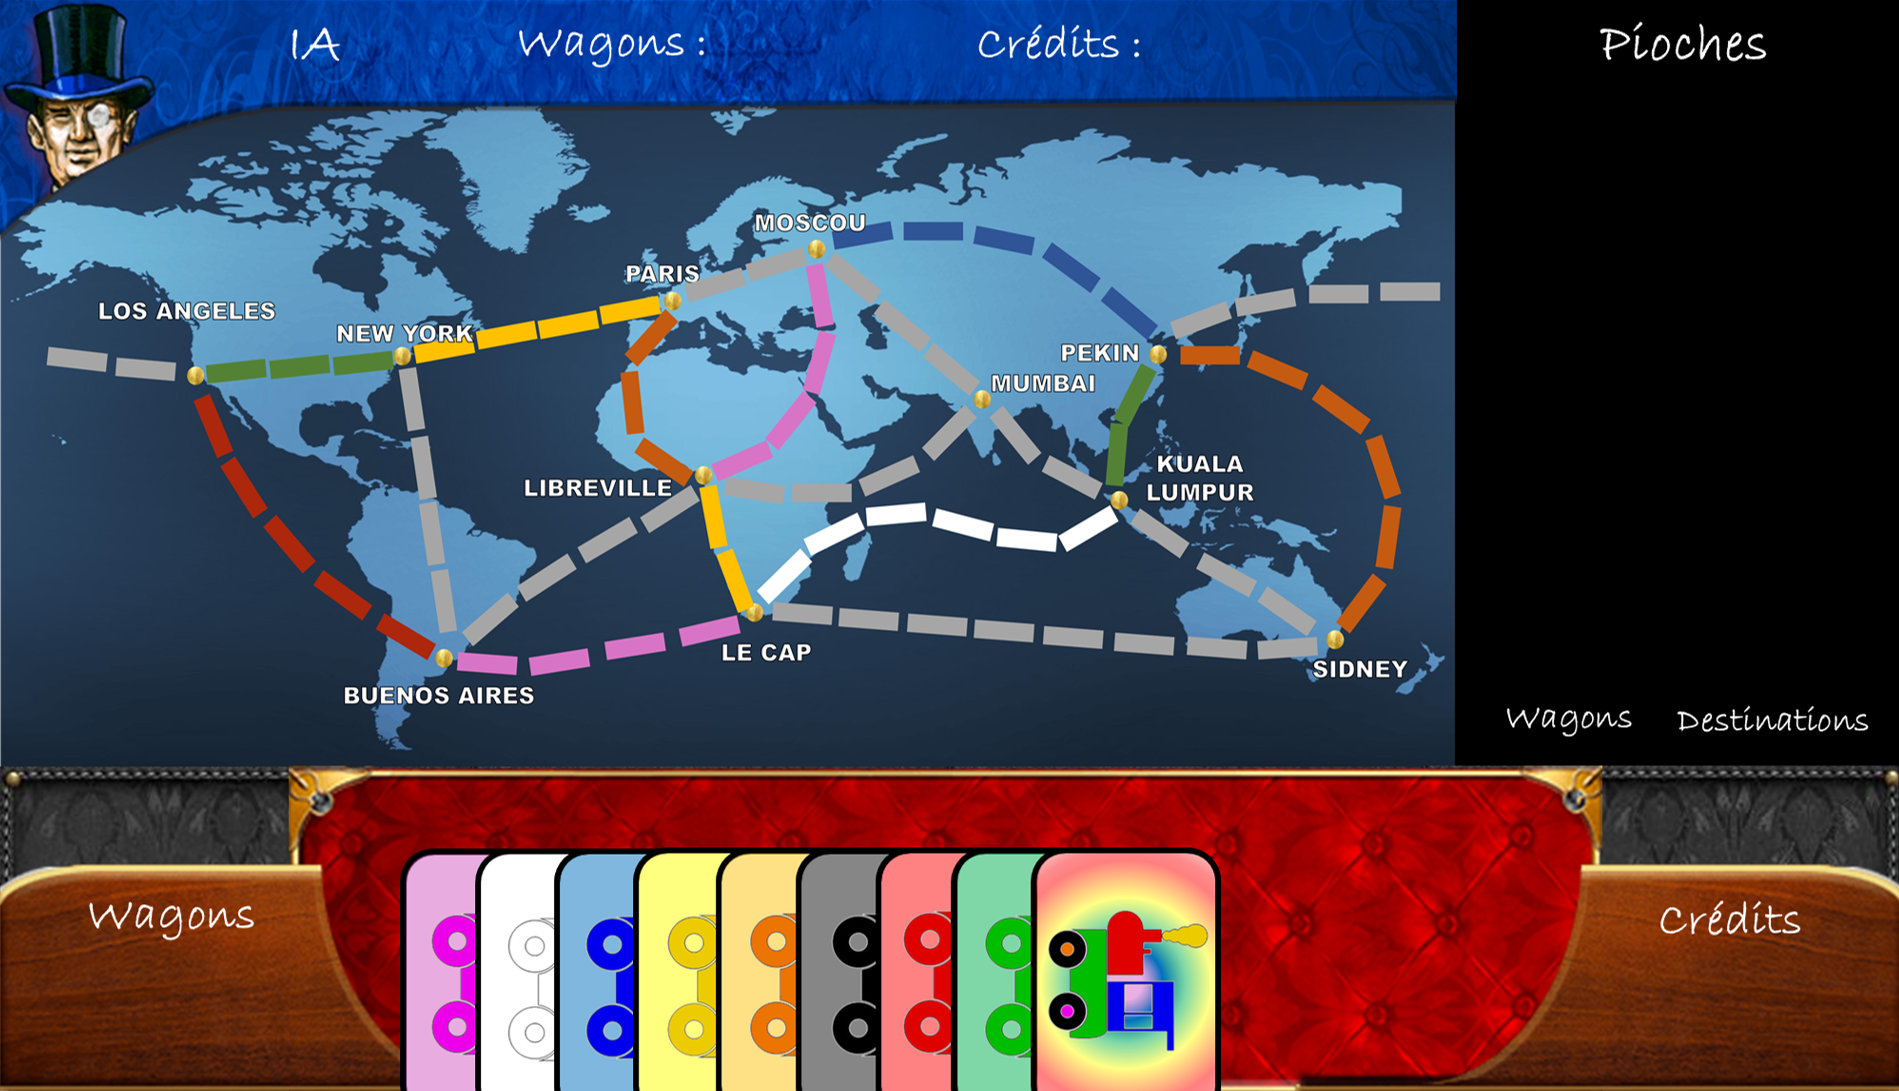 IA
Wagons :
Crédits :
Pioches
MOSCOU
PARIS
LOS ANGELES
NEW YORK
PEKIN
MUMBAI
KUALA
LUMPUR
LIBREVILLE
LE CAP
SIDNEY
BUENOS AIRES
Wagons
Destinations
Wagons
Crédits